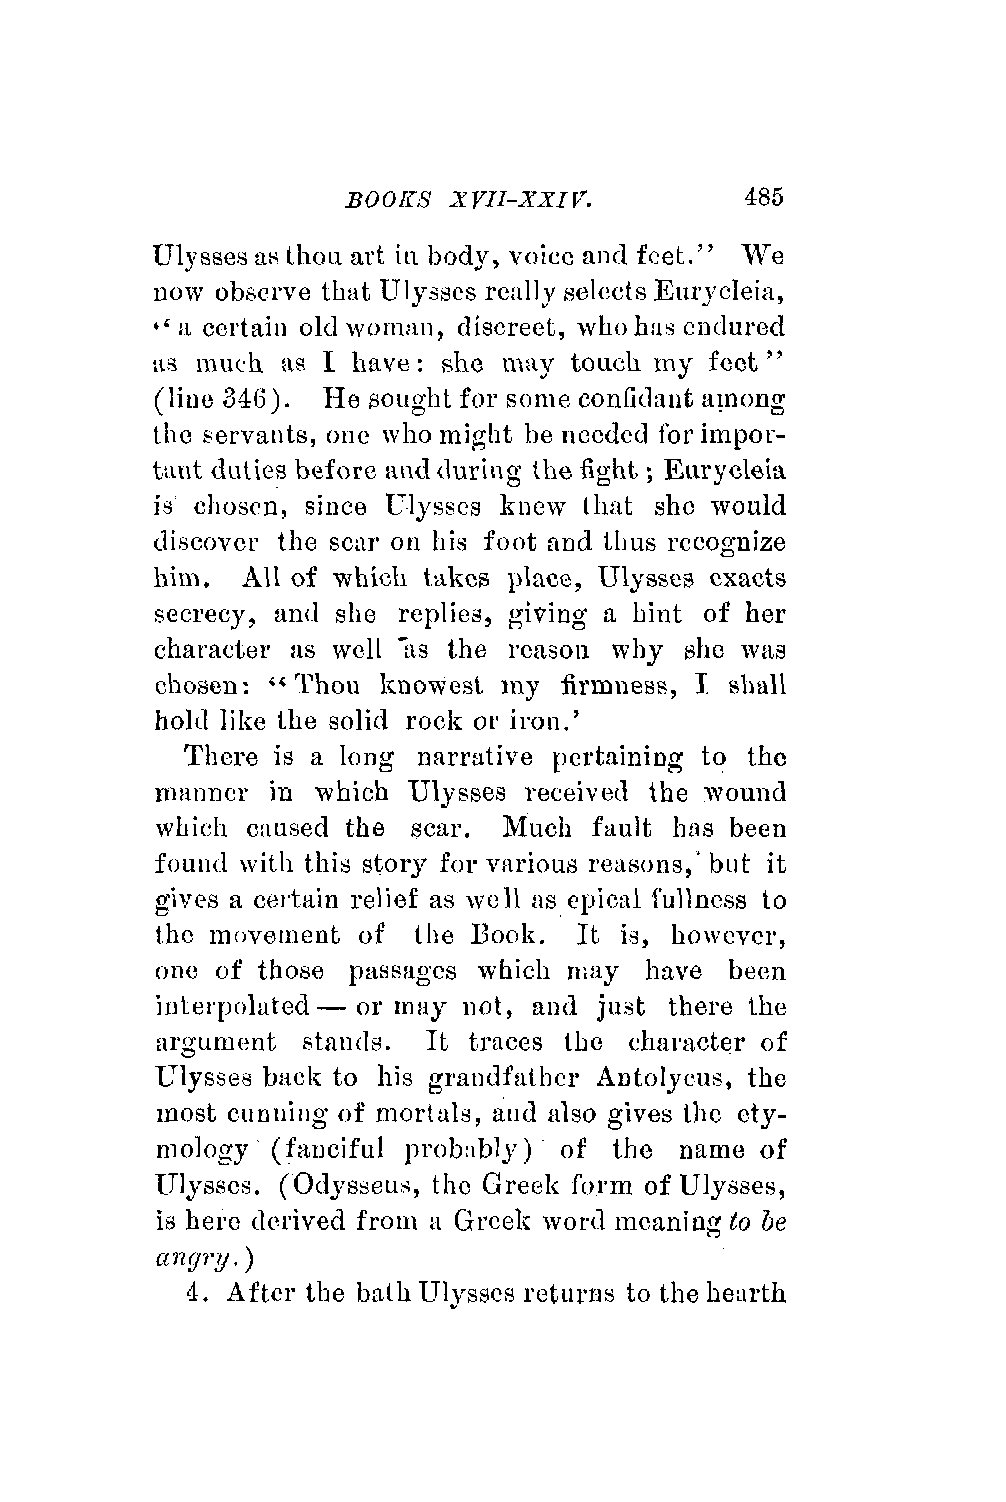 BOOKS XVII-XXIV. 485
Ulysses as thou art in body, voice and feet." We
now observe that Ulysses really selects Eurycleia,
"a certain old woman, discreet, who has endured
as much as I have: she may touch my feet"
(line 346). He sought for some confidant among
the servants, one who might be needed for impor-
tant duties before and during the fight; Eurycleia
is chosen, since Ulysses knew that she would
discover the scar on his foot and thus recognize
him. All of which takes place, Ulysses exacts
secrecy, and she replies, giving a hint of her
character as well as the reason why she was
chosen: "Thou knowest my firmness, I shall
hold like the solid rock or iron.'
There is a long narrative pertaining to the
manner in which Ulysses received the wound
which caused the scar. Much fault has been
found with this story for various reasons, but it
gives a certain relief as well as epical fullness to
the movement of the Book. It is, however,
one of those passages which may have been
interpolated — or may not, and just there the
argument stands. It traces the character of
Ulysses back to his grandfather Antolycus, the
most cunning of mortals, and also gives the ety-
mology (fanciful probably) of the name of
Ulysses. (Odysseus, the Greek form of Ulysses,
is here derived from a Greek word meaning to be
angry.)
4. After the bath Ulysses returns to the hearth